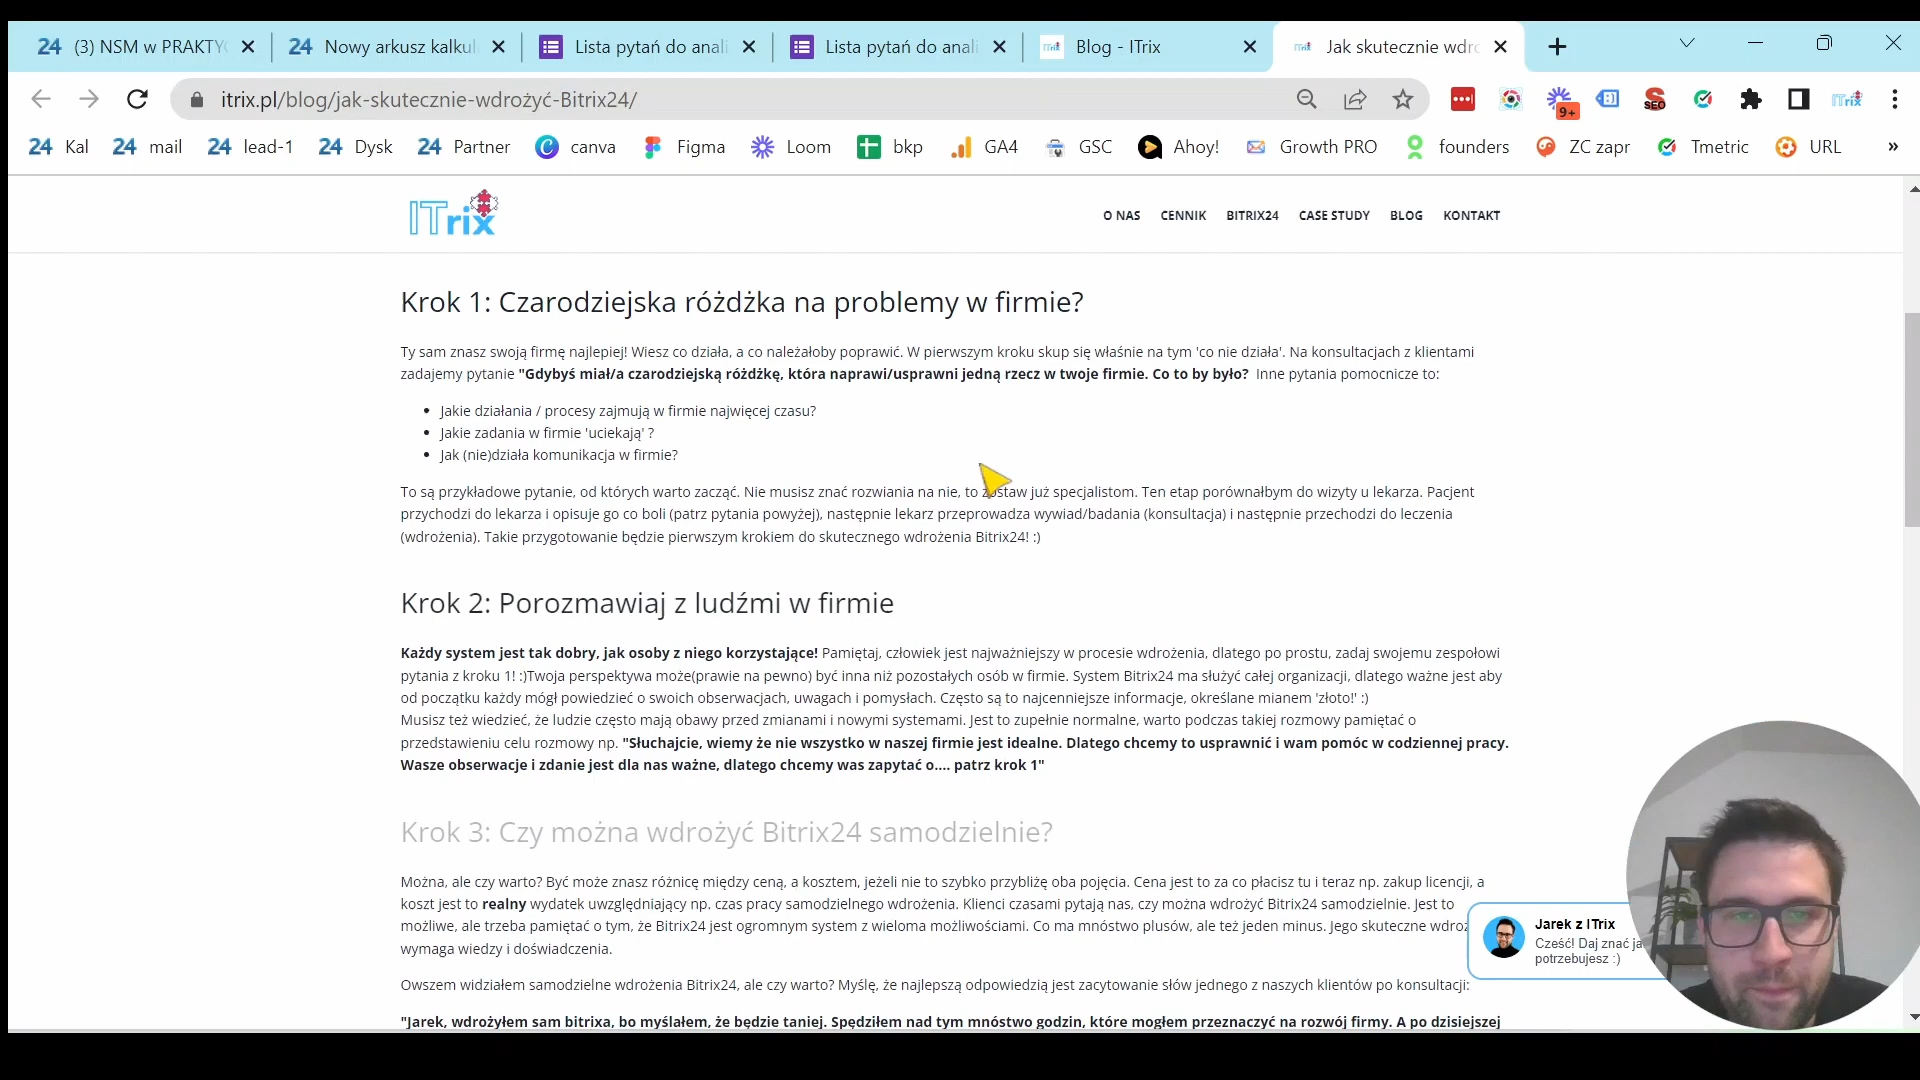 24 (3) NSM w PRAKTY
24 Nowy arkusz kalkul
Lista pytań do anali
Lista pytań do anali
Blog - ITrix
Jak skutecznie wdro
itrix.pl/blog/jak-skutecznie-wdrożyć-Bitrix24/
9+
SEO
24 Kal
24 mail
24 lead-1
24 Dysk
24 Partner
canva
Figma
Loom
bkp
GA4
GSC
Ahoy!
Growth PRO
founders
ZC zapr
Tmetric
URL
»
ITrix
O NAS CENNIK BITRIX24 CASE STUDY BLOG KONTAKT
Krok 1: Czarodziejska różdżka na problemy w firmie?
Ty sam znasz swoją firmę najlepiej! Wiesz co działa, a co należałoby poprawić. W pierwszym kroku skup się właśnie na tym 'co nie działa'. Na konsultacjach z klientami
zadajemy pytanie "Gdybyś miał/a czarodziejską różdżkę, która naprawi/usprawni jedną rzecz w twoje firmie. Co to by było? Inne pytania pomocnicze to:
• Jakie działania / procesy zajmują w firmie najwięcej czasu?
• Jakie zadania w firmie 'uciekają' ?
• Jak (nie)działa komunikacja w firmie?
To są przykładowe pytanie, od których warto zacząć. Nie musisz znać rozwiania na nie, to zostaw już specjalistom. Ten etap porównałbym do wizyty u lekarza. Pacjent
przychodzi do lekarza i opisuje go co boli (patrz pytania powyżej), następnie lekarz przeprowadza wywiad/badania (konsultacja) i następnie przechodzi do leczenia
(wdrożenia). Takie przygotowanie będzie pierwszym krokiem do skutecznego wdrożenia Bitrix24! :)
Krok 2: Porozmawiaj z ludźmi w firmie
Każdy system jest tak dobry, jak osoby z niego korzystające! Pamiętaj, człowiek jest najważniejszy w procesie wdrożenia, dlatego po prostu, zadaj swojemu zespołowi
pytania z kroku 1! :)Twoja perspektywa może(prawie na pewno) być inna niż pozostałych osób w firmie. System Bitrix24 ma służyć całej organizacji, dlatego ważne jest aby
od początku każdy mógł powiedzieć o swoich obserwacjach, uwagach i pomysłach. Często są to najcenniejsze informacje, określane mianem 'złoto!' :)
Musisz też wiedzieć, że ludzie często mają obawy przed zmianami i nowymi systemami. Jest to zupełnie normalne, warto podczas takiej rozmowy pamiętać o
przedstawieniu celu rozmowy np. "Słuchajcie, wiemy że nie wszystko w naszej firmie jest idealne. Dlatego chcemy to usprawnić i wam pomóc w codziennej pracy.
Wasze obserwacje i zdanie jest dla nas ważne, dlatego chcemy was zapytać o.... patrz krok 1"
Krok 3: Czy można wdrożyć Bitrix24 samodzielnie?
Można, ale czy warto? Być może znasz różnicę między ceną, a kosztem, jeżeli nie to szybko przybliżę oba pojęcia. Cena jest to za co płacisz tu i teraz np. zakup licencji, a
koszt jest to realny wydatek uwzględniający np. czas pracy samodzielnego wdrożenia. Klienci czasami pytają nas, czy można wdrożyć Bitrix24 samodzielnie. Jest to
możliwe, ale trzeba pamiętać o tym, że Bitrix24 jest ogromnym system z wieloma możliwościami. Co ma mnóstwo plusów, ale też jeden minus. Jego skuteczne wdroż
wymaga wiedzy i doświadczenia.
Jarek z ITrix
Cześć! Daj znać ja
potrzebujesz :)
Owszem widziałem samodzielne wdrożenia Bitrix24, ale czy warto? Myślę, że najlepszą odpowiedzią jest zacytowanie słów jednego z naszych klientów po konsultacji:
"Jarek, wdrożyłem sam bitrixa, bo myślałem, że będzie taniej. Spędziłem nad tym mnóstwo godzin, które mogłem przeznaczyć na rozwój firmy. A po dzisiejszej